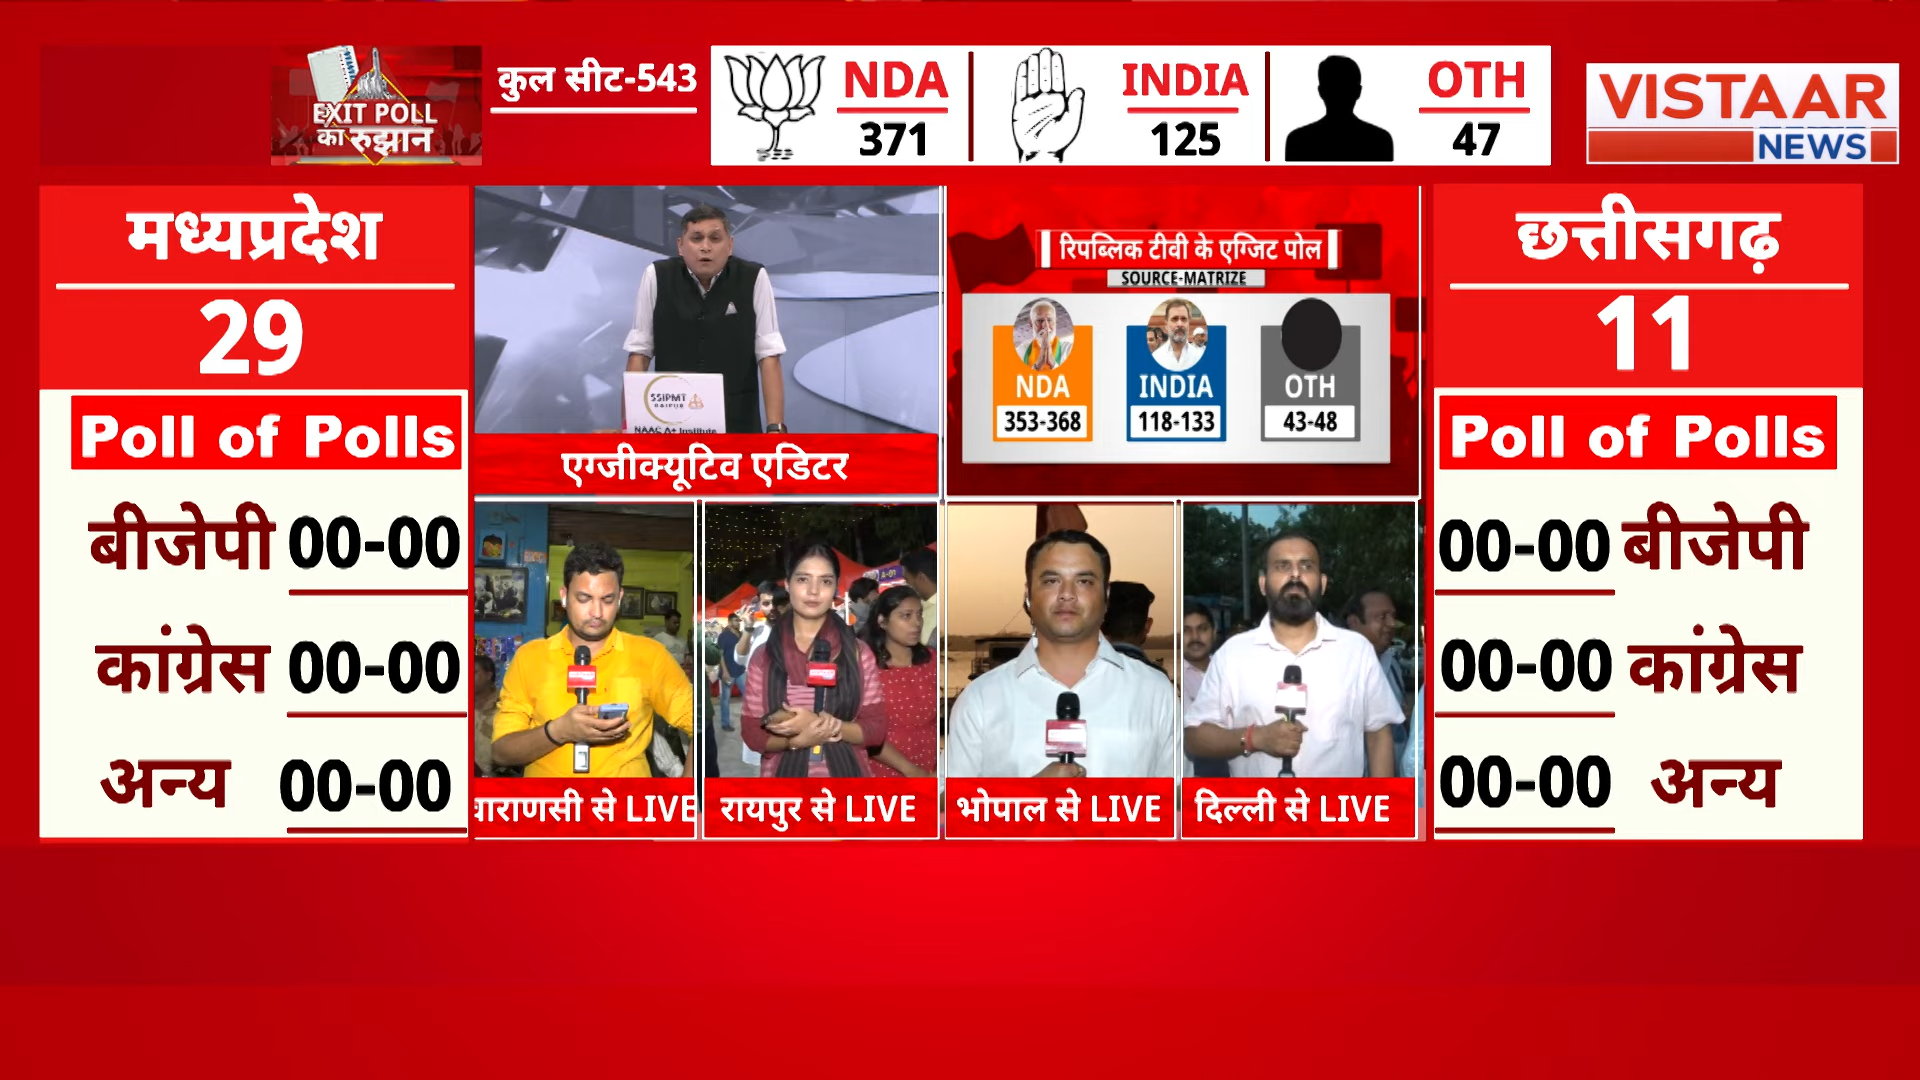 EXIT POLL
का रुझान
कुल सीट-543
NDA
371
INDIA
125
OTH
47
VISTAAR
NEWS
मध्यप्रदेश
29
Poll of Polls
बीजेपी 00-00
कांग्रेस 00-00
अन्य 00-00
SSIPMT
RAIPUR
NAAC A+ Institute
एग्जीक्यूटिव एडिटर
रिपब्लिक टीवी के एग्जिट पोल
SOURCE-MATRIZE
NDA
353-368
INDIA
118-133
OTH
43-48
वाराणसी से LIVE
रायपुर से LIVE
भोपाल से LIVE
दिल्ली से LIVE
छत्तीसगढ़
11
Poll of Polls
00-00 बीजेपी
00-00 कांग्रेस
00-00 अन्य